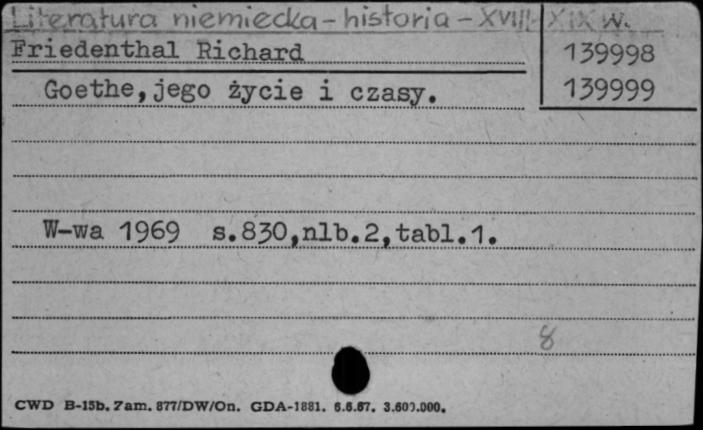 Literatura niemiecka - historia - XVIII - XIX w.
Friedenthal Richard
139998
Goethe, jego życie i czasy.
139999
W-wa 1969 s.830,nlb.2,tabl.1.
8
CWD B-15b. Zam. 877/DW/On. GDA-1881. 6.6.67. 3.600.000.